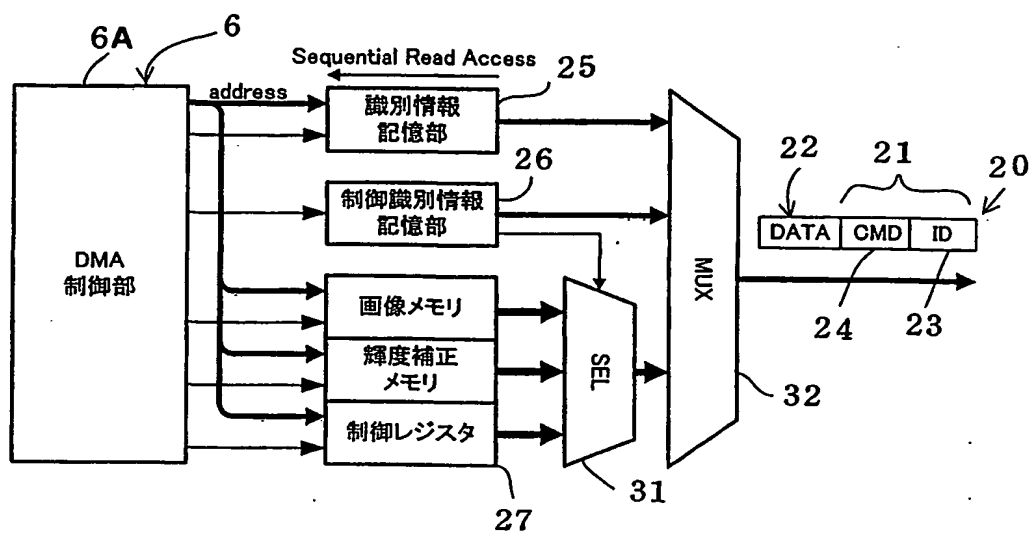 6A
6
Sequential Read Access
25
address
識別情報
記憶部
26
制御識別情報
記憶部
22
21
20
DATA
CMD
ID
DMA
制御部
MUX
24
23
画像メモリ
輝度補正
メモリ
SEL
制御レジスタ
32
31
27